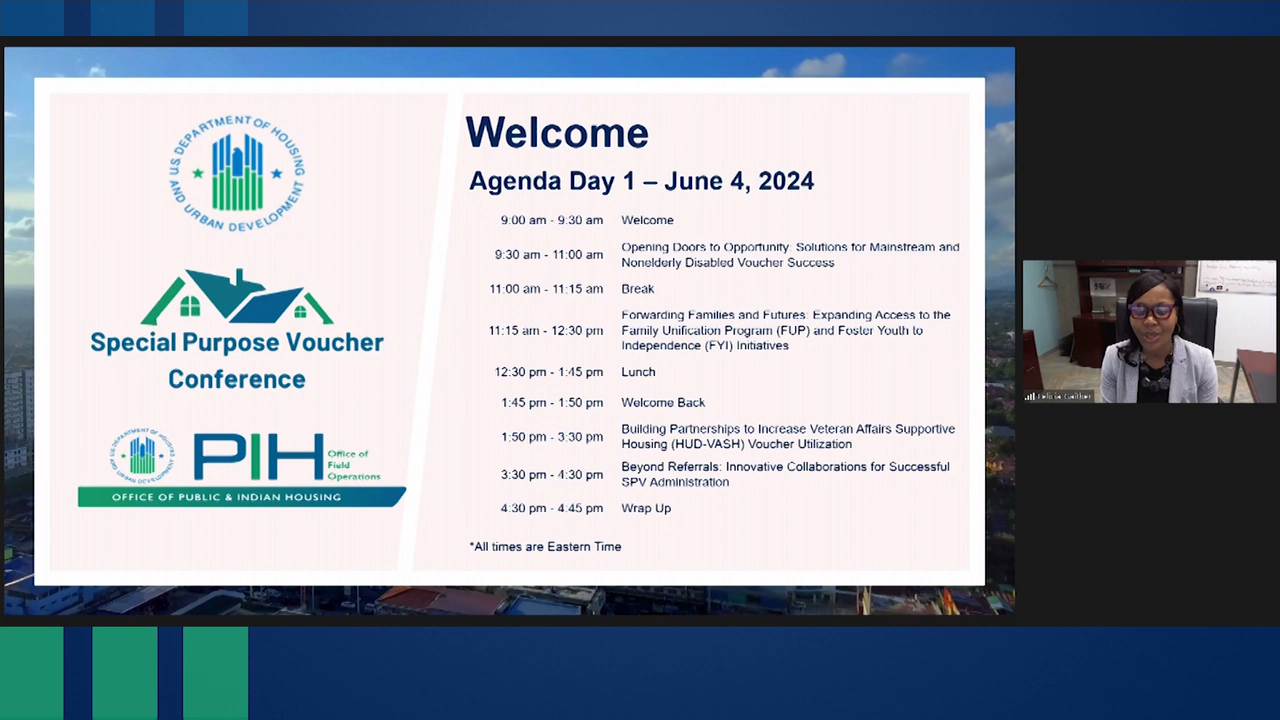 U.S DEPARTMENT OF HOUSING
AND URBAN DEVELOPMENT
Special Purpose Voucher
Conference
PIH
Office of
Field
Operations
OFFICE OF PUBLIC & INDIAN HOUSING
Welcome
Agenda Day 1 – June 4, 2024
9:00 am - 9:30 am Welcome
9:30 am - 11:00 am Opening Doors to Opportunity: Solutions for Mainstream and
Nonelderly Disabled Voucher Success
11:00 am - 11:15 am Break
11:15 am - 12:30 pm Forwarding Families and Futures: Expanding Access to the
Family Unification Program (FUP) and Foster Youth to
Independence (FYI) Initiatives
12:30 pm - 1:45 pm Lunch
1:45 pm - 1:50 pm Welcome Back
1:50 pm - 3:30 pm Building Partnerships to Increase Veteran Affairs Supportive
Housing (HUD-VASH) Voucher Utilization
3:30 pm - 4:30 pm Beyond Referrals: Innovative Collaborations for Successful
SPV Administration
4:30 pm - 4:45 pm Wrap Up
*All times are Eastern Time
Felicia Gaither